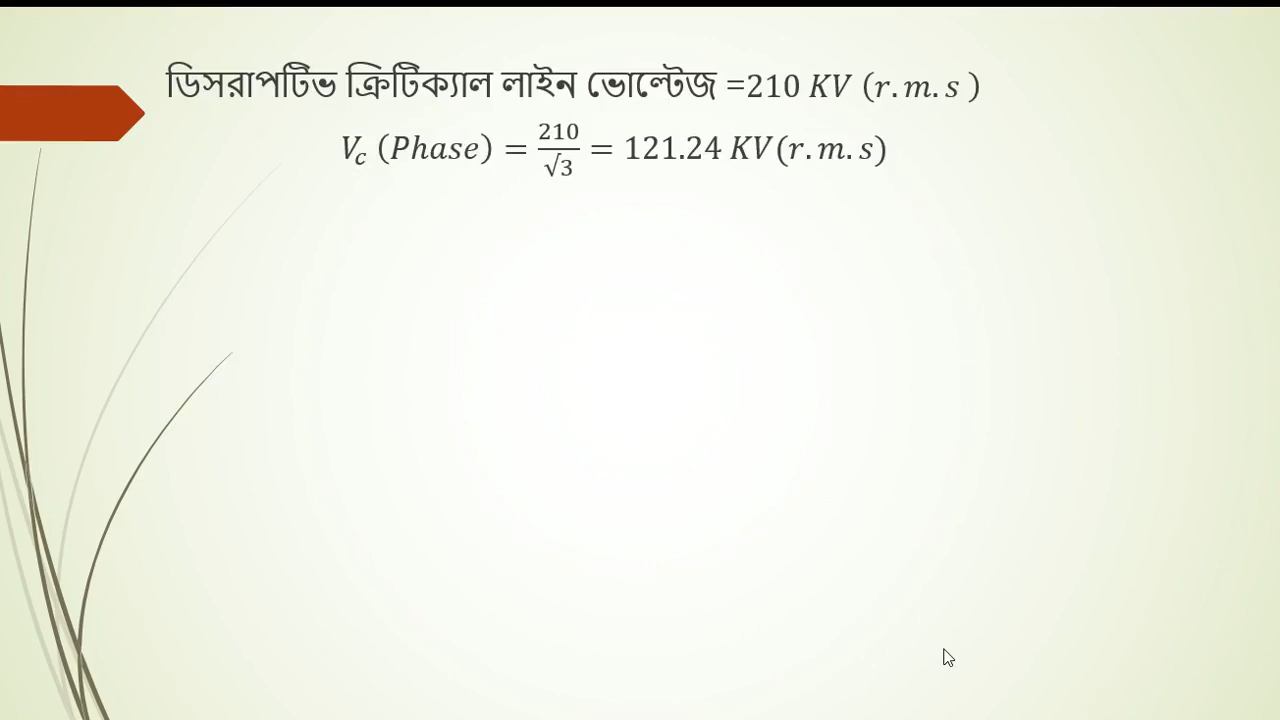 ডিসরাপটিভ ক্রিটিক্যাল লাইন ভোল্টেজ =210 KV (r.m.s )
V_c (Phase) = 210/√3 = 121.24 KV(r.m.s)